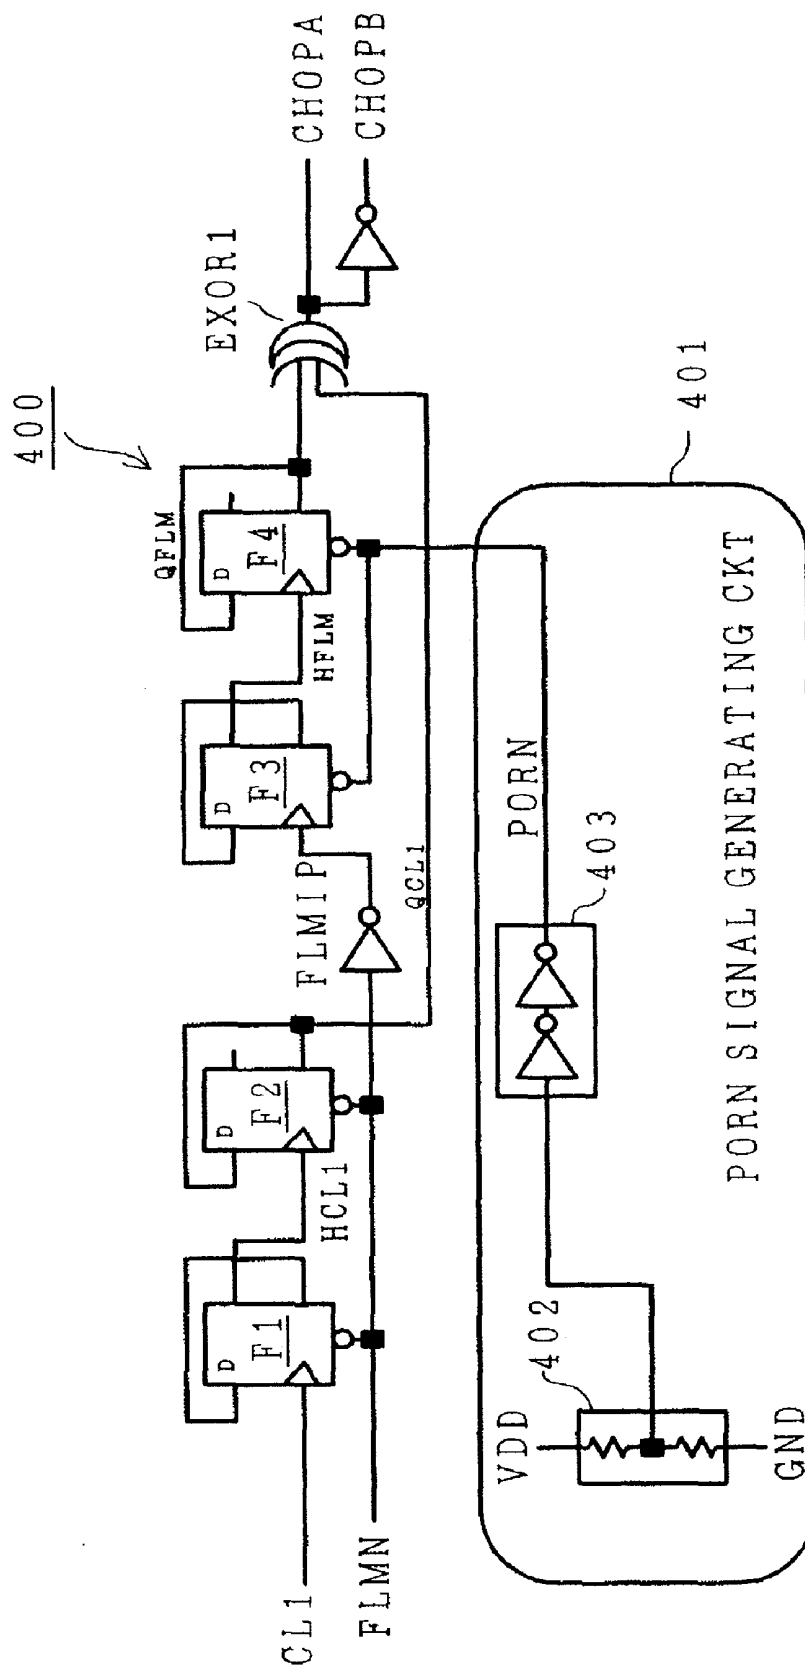 400
CHOPA
CHOPB
EXOR1
QFLM
D
F4
HFLM
D
F3
FLMIP
QCL1
D
F2
HCL1
D
F1
CL1
FLMN
401
PORN
403
402
VDD
GND
PORN SIGNAL GENERATING CKT